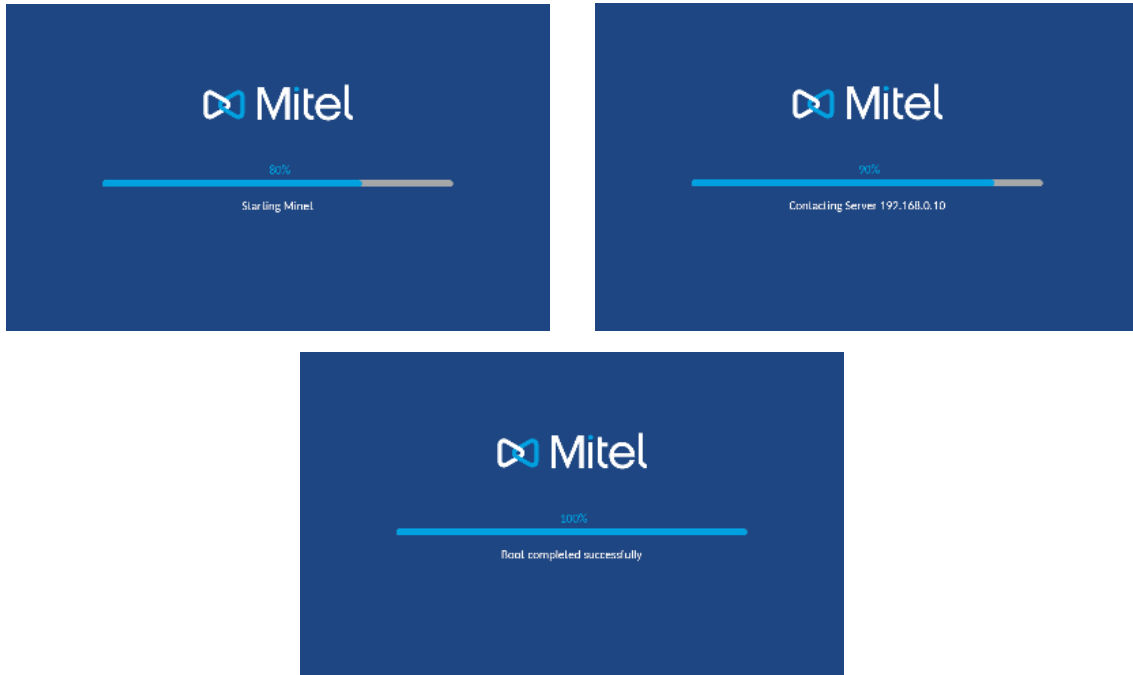 Mitel
80%
Starting Minet
Mitel
90%
Contacting Server 192.168.0.10
Mitel
100%
Boot completed successfully